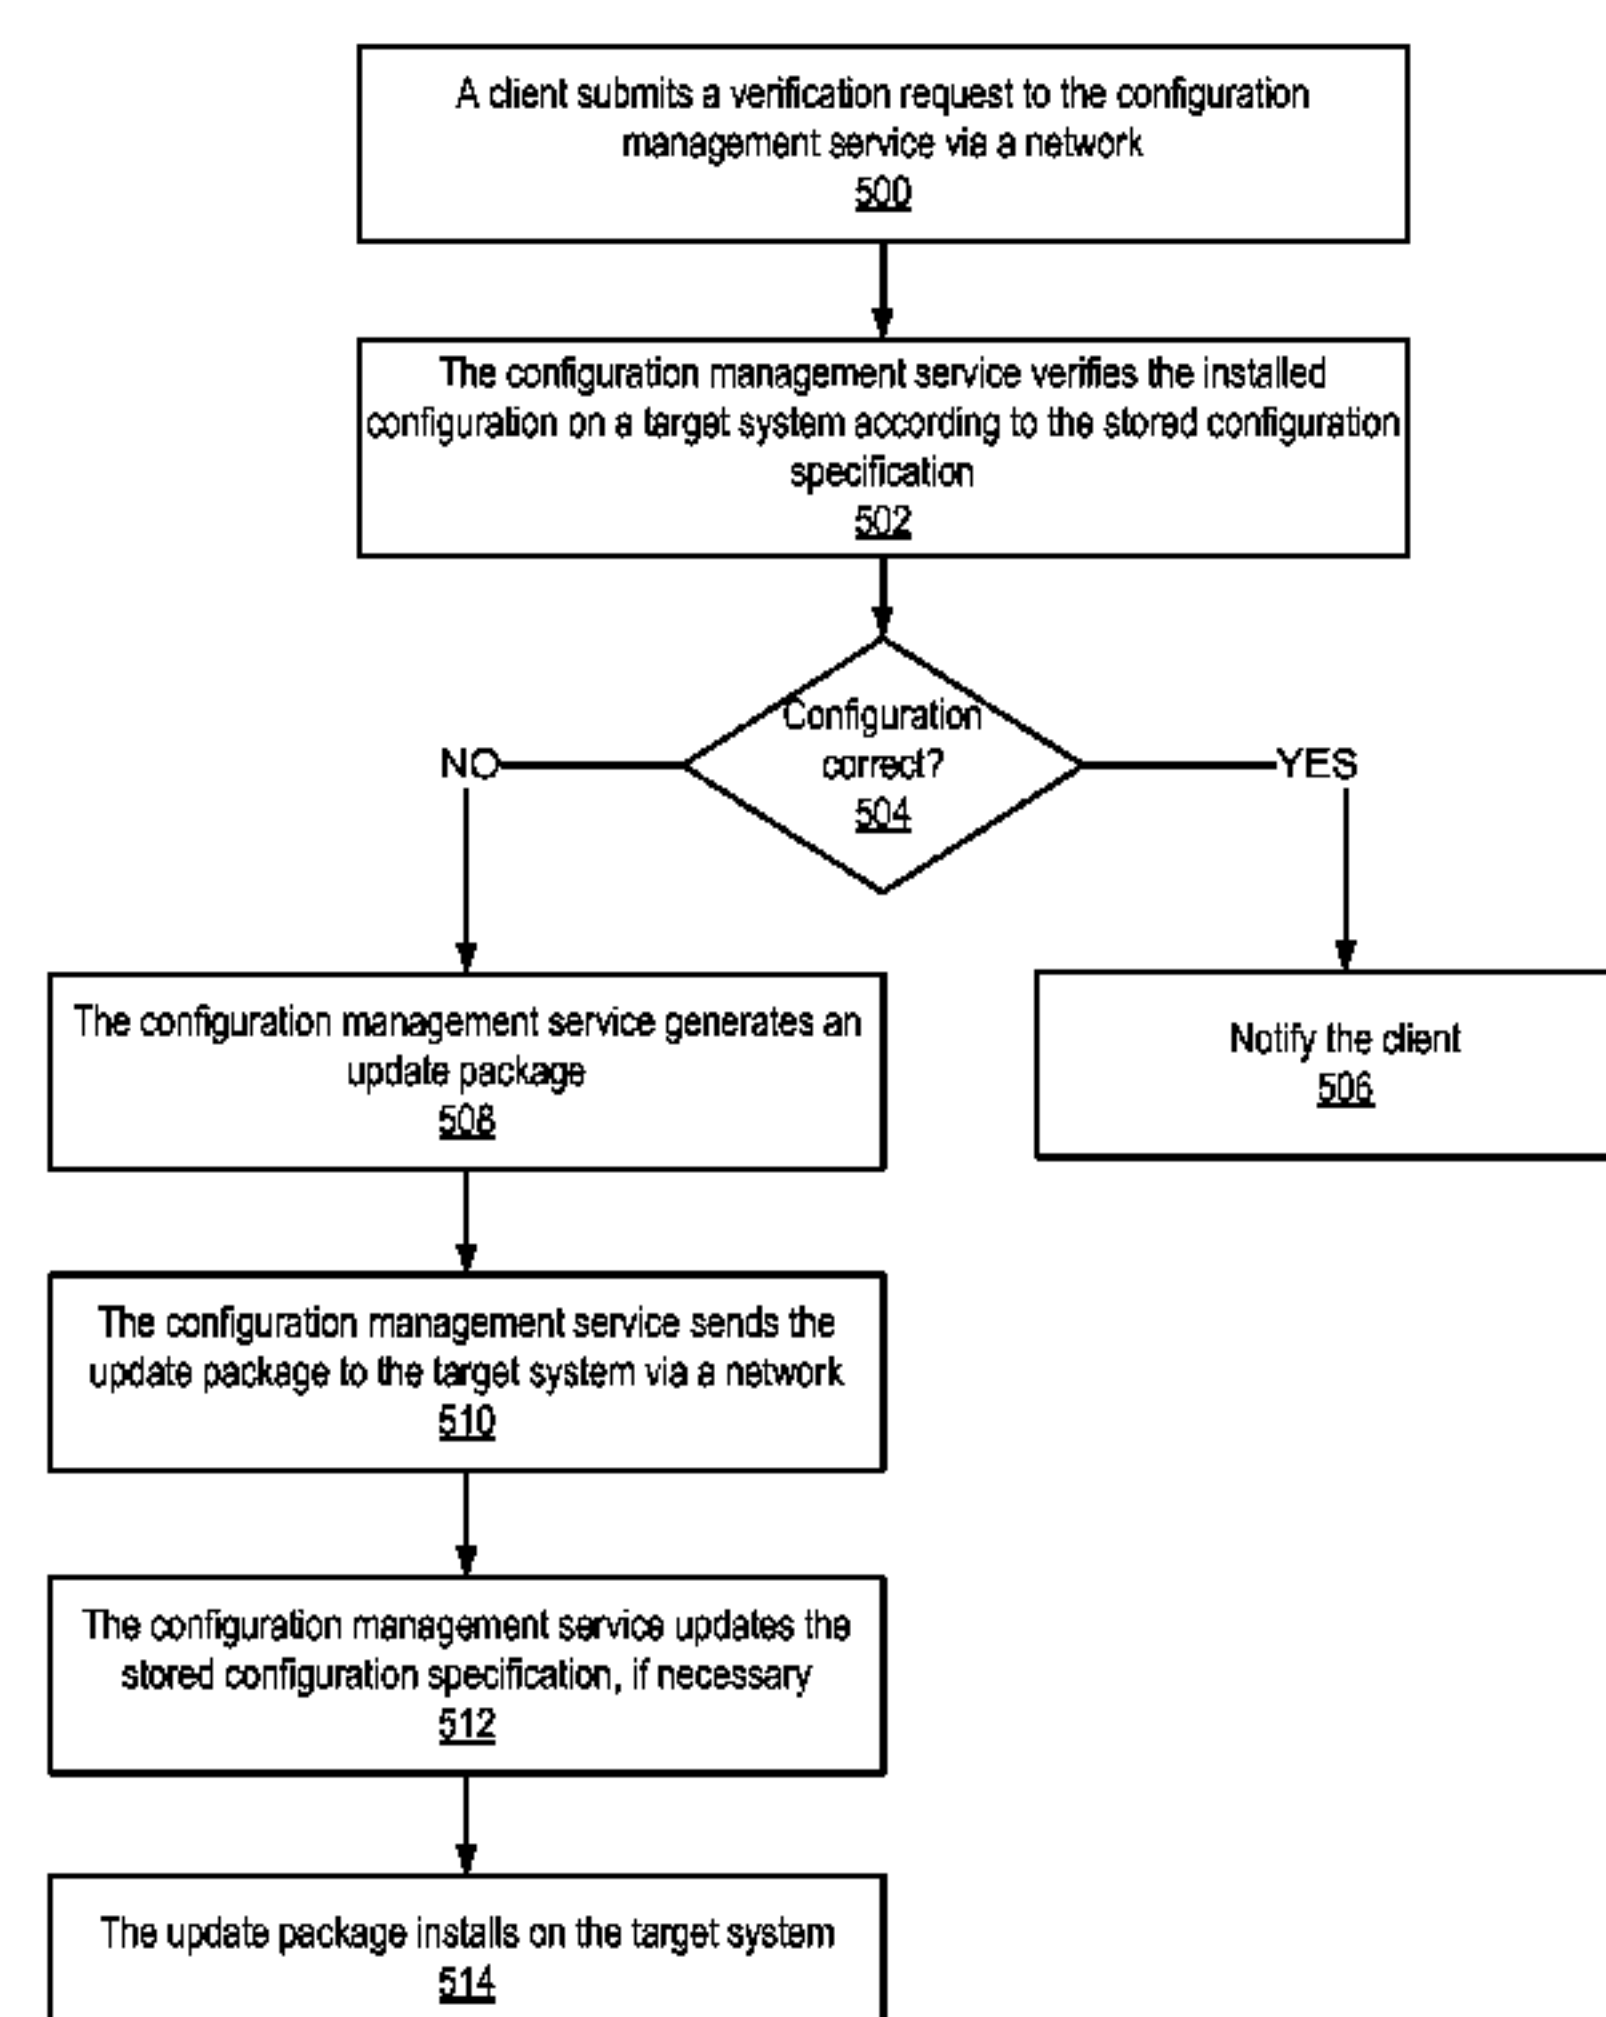 A client submits a verification request to the configuration
management service via a network
500
The configuration management service verifies the installed
configuration on a target system according to the stored configuration
specification
502
Configuration
correct?
504
NO
YES
The configuration management service generates an
update package
508
Notify the client
506
The configuration management service sends the
update package to the target system via a network
510
The configuration management service updates the
stored configuration specification, if necessary
512
The update package installs on the target system
514